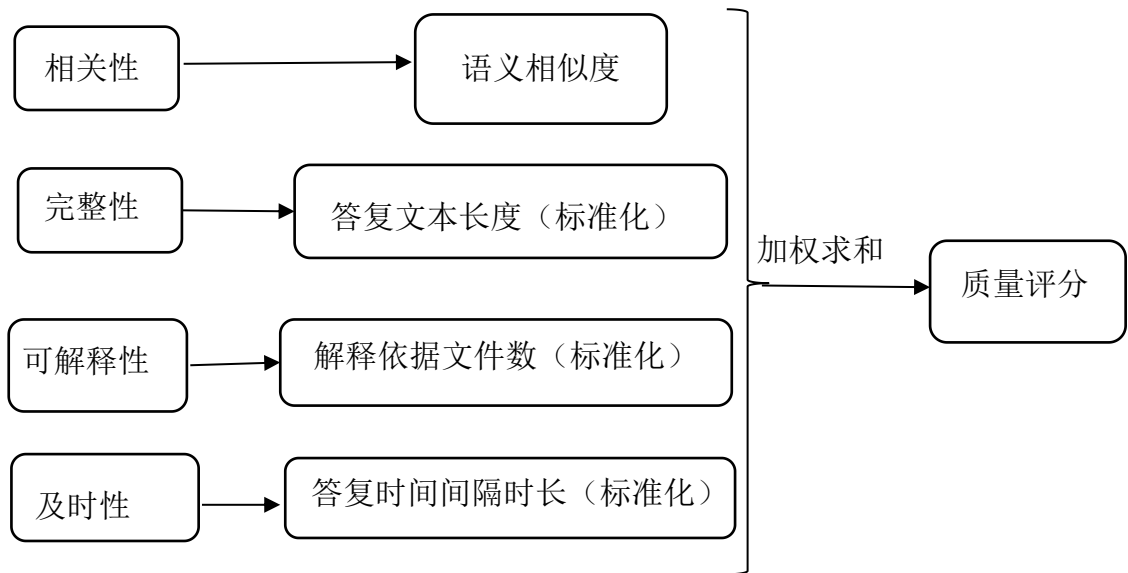 相关性
语义相似度
完整性
答复文本长度（标准化）
加权求和
质量评分
可解释性
解释依据文件数（标准化）
及时性
答复时间间隔时长（标准化）